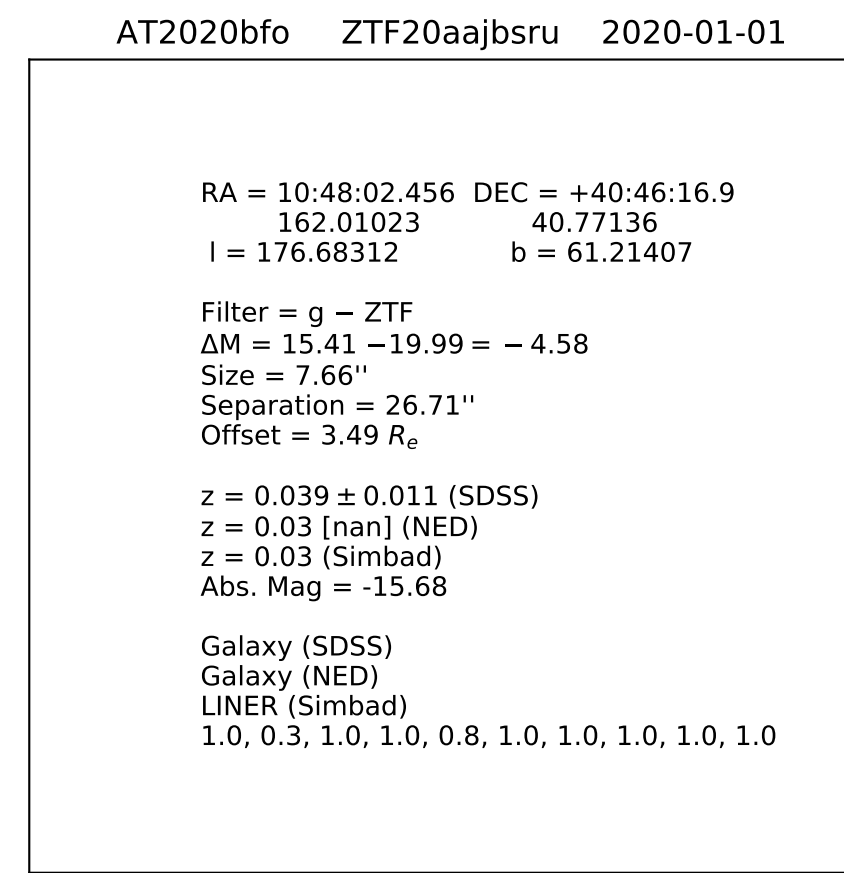 AT2020bfo ZTF20aajbsru 2020-01-01
RA = 10:48:02.456 DEC = +40:46:16.9
162.01023 40.77136
l = 176.68312 b = 61.21407
Filter = g − ZTF
ΔM = 15.41 −19.99 = − 4.58
Size = 7.66''
Separation = 26.71''
Offset = 3.49 Re
z = 0.039 ± 0.011 (SDSS)
z = 0.03 [nan] (NED)
z = 0.03 (Simbad)
Abs. Mag = -15.68
Galaxy (SDSS)
Galaxy (NED)
LINER (Simbad)
1.0, 0.3, 1.0, 1.0, 0.8, 1.0, 1.0, 1.0, 1.0, 1.0